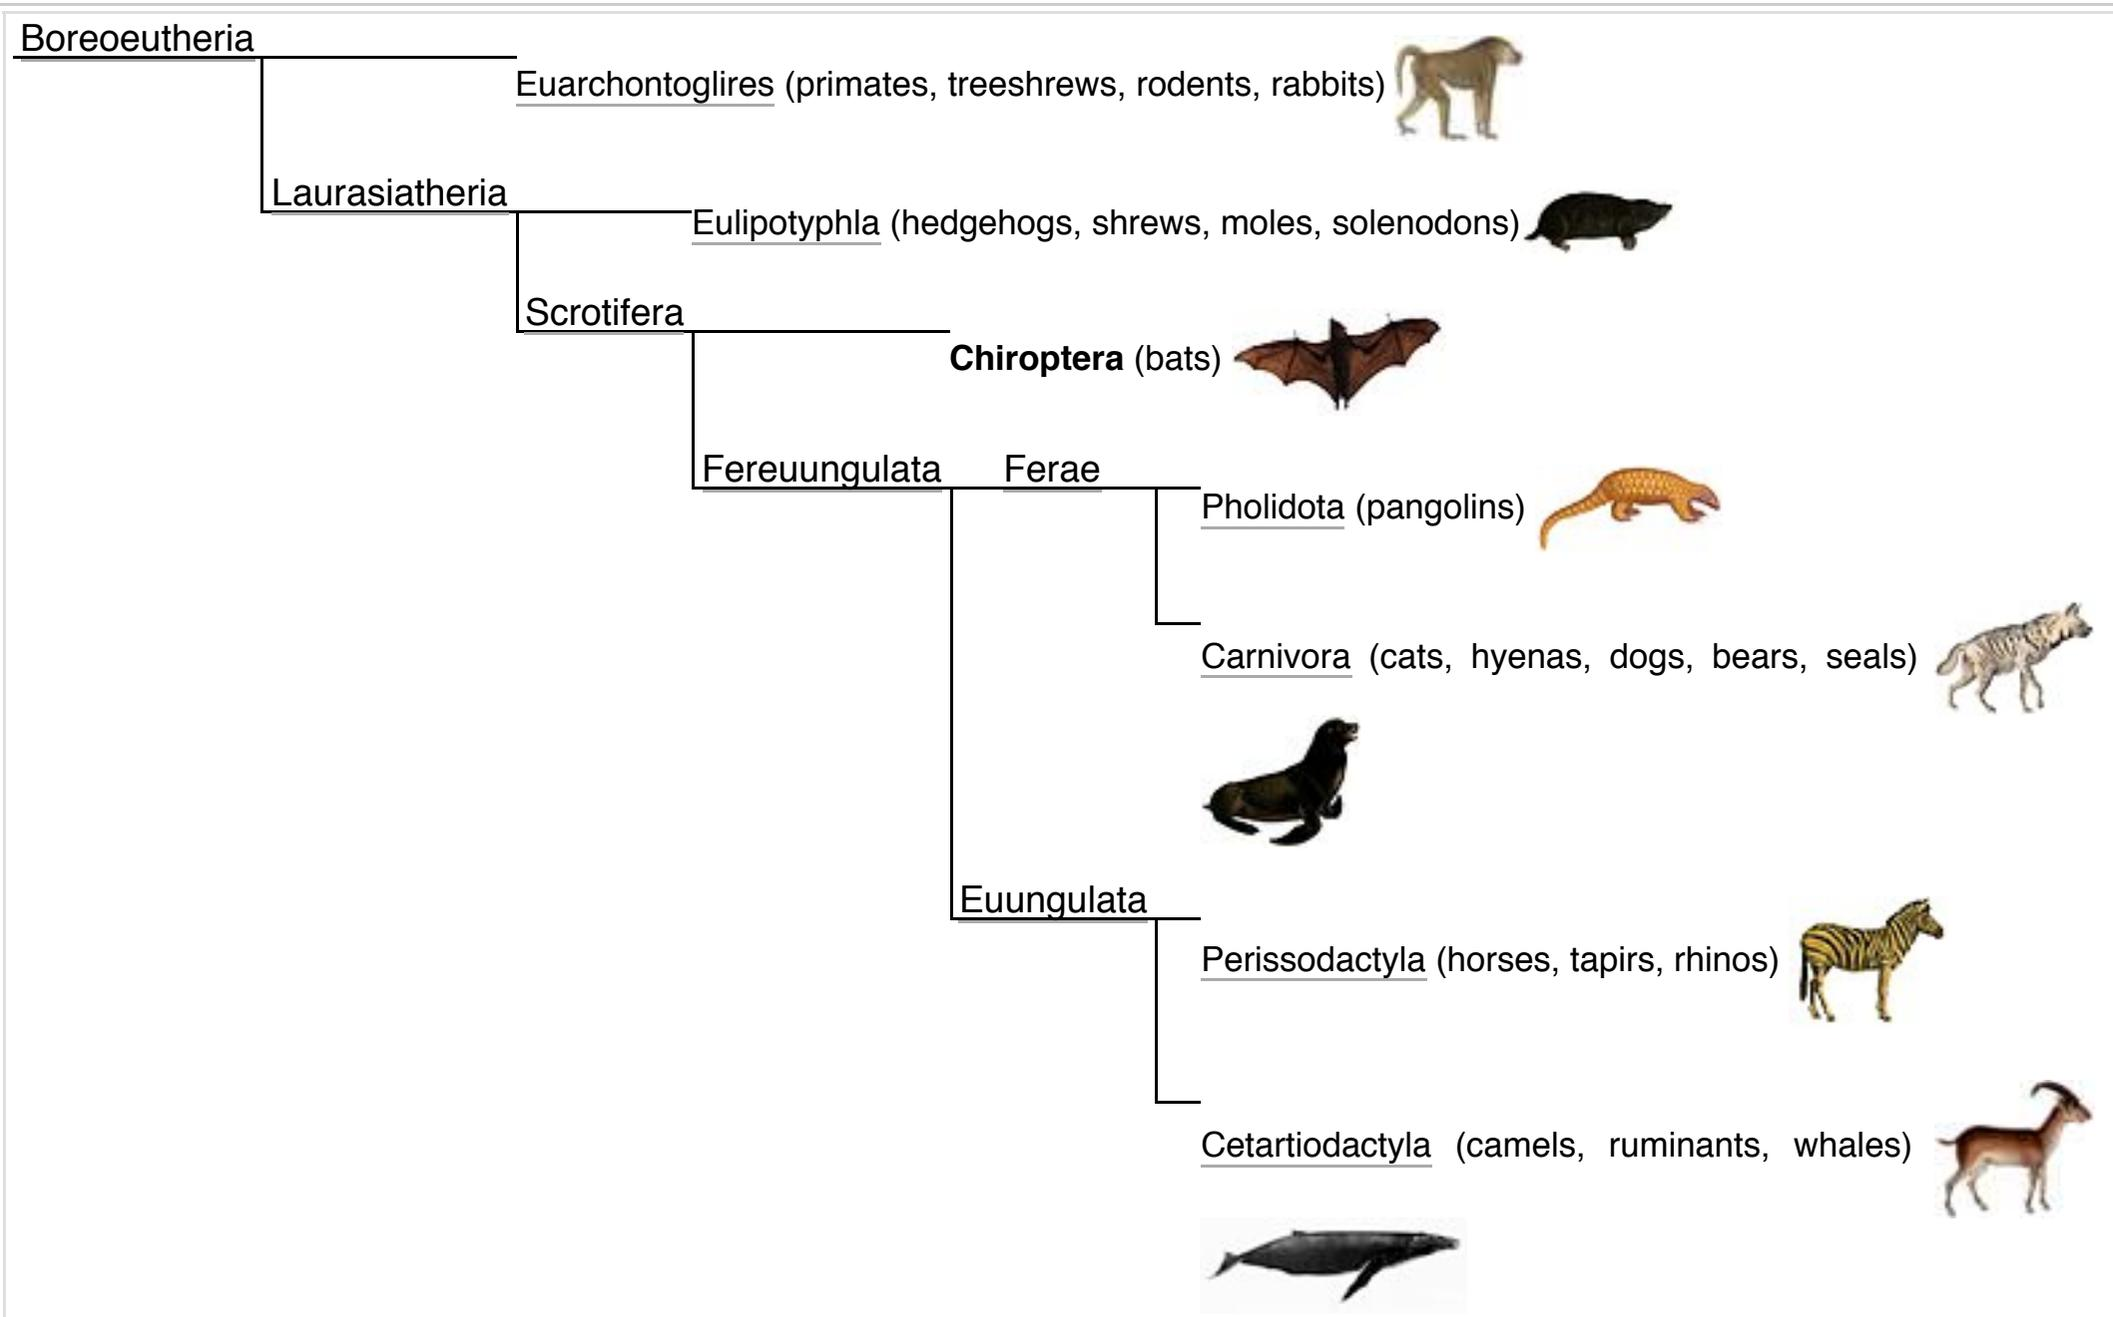 Boreoeutheria
Euarchontoglires (primates, treeshrews, rodents, rabbits)
Laurasiatheria
Eulipotyphla (hedgehogs, shrews, moles, solenodons)
Scrotifera
Chiroptera (bats)
Fereuungulata
Ferae
Pholidota (pangolins)
Carnivora (cats, hyenas, dogs, bears, seals)
Euungulata
Perissodactyla (horses, tapirs, rhinos)
Cetartiodactyla (camels, ruminants, whales)